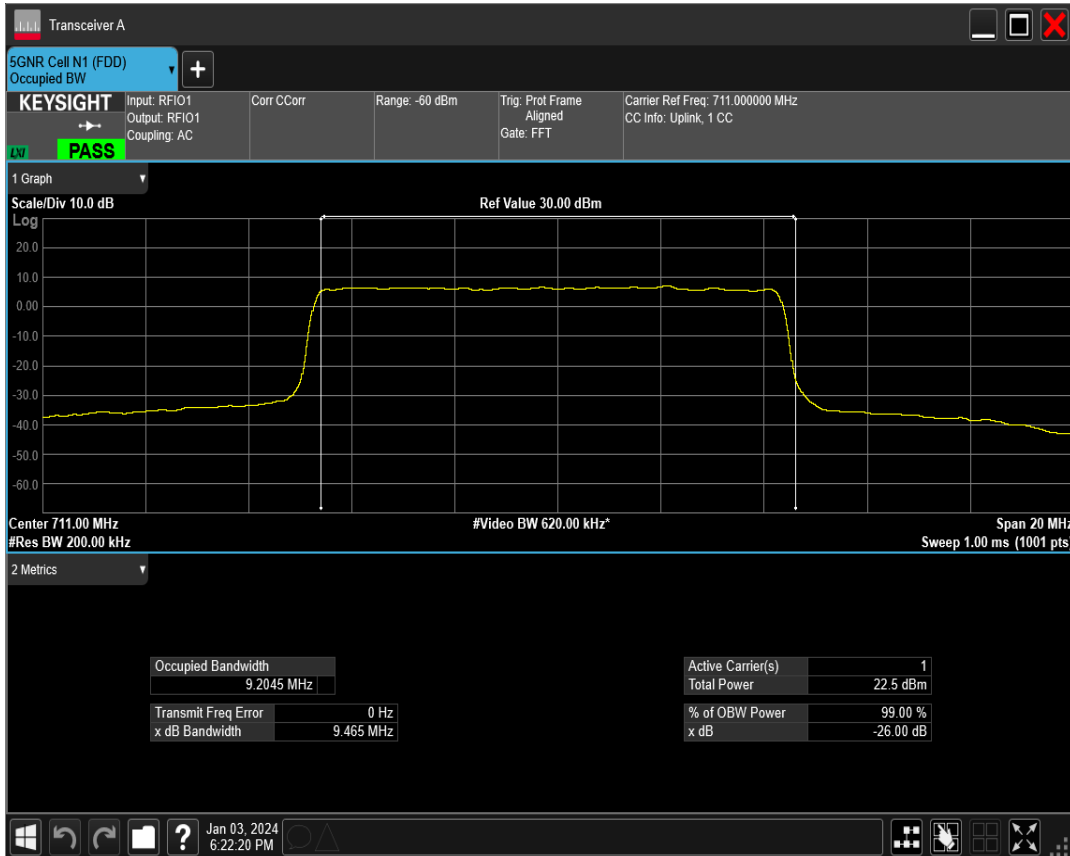 Transceiver A
5GNR Cell N1 (FDD)
Occupied BW
+
KEYSIGHT
LXI
PASS
Input: RFIO1
Output: RFIO1
Coupling: AC
Corr CCorr
Range: -60 dBm
Trig: Prot Frame
Aligned
Gate: FFT
Carrier Ref Freq: 711.000000 MHz
CC Info: Uplink, 1 CC
1 Graph
Scale/Div 10.0 dB
Ref Value 30.00 dBm
Log
20.0
10.0
0.00
-10.0
-20.0
-30.0
-40.0
-50.0
-60.0
Center 711.00 MHz
#Video BW 620.00 kHz*
Span 20 MHz
#Res BW 200.00 kHz
Sweep 1.00 ms (1001 pts)
2 Metrics
Occupied Bandwidth
9.2045 MHz
Transmit Freq Error 0 Hz
x dB Bandwidth 9.465 MHz
Active Carrier(s) 1
Total Power 22.5 dBm
% of OBW Power 99.00 %
x dB -26.00 dB
?
Jan 03, 2024
6:22:20 PM